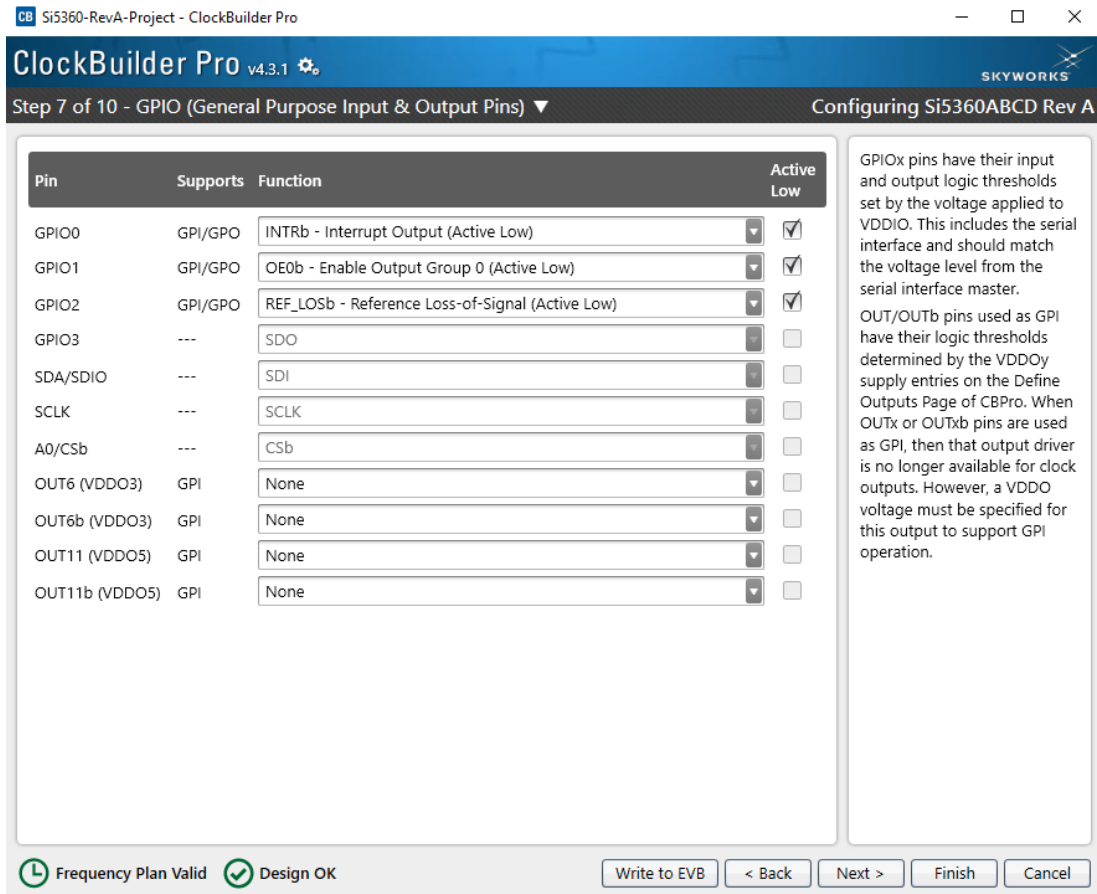 CB Si5360-RevA-Project - ClockBuilder Pro
ClockBuilder Pro v4.3.1
SKYWORKS
Step 7 of 10 - GPIO (General Purpose Input & Output Pins) ▼ Configuring Si5360ABCD Rev A
Pin Supports Function Active Low
GPIO0 GPI/GPO INTRb - Interrupt Output (Active Low)
GPIO1 GPI/GPO OE0b - Enable Output Group 0 (Active Low)
GPIO2 GPI/GPO REF_LOSb - Reference Loss-of-Signal (Active Low)
GPIO3 --- SDO
SDA/SDIO --- SDI
SCLK --- SCLK
A0/CSb --- CSb
OUT6 (VDDO3) GPI None
OUT6b (VDDO3) GPI None
OUT11 (VDDO5) GPI None
OUT11b (VDDO5) GPI None
GPIOx pins have their input
and output logic thresholds
set by the voltage applied to
VDDIO. This includes the serial
interface and should match
the voltage level from the
serial interface master.
OUT/OUTb pins used as GPI
have their logic thresholds
determined by the VDDOy
supply entries on the Define
Outputs Page of CBPro. When
OUTx or OUTxb pins are used
as GPI, then that output driver
is no longer available for clock
outputs. However, a VDDO
voltage must be specified for
this output to support GPI
operation.
Frequency Plan Valid Design OK Write to EVB < Back Next > Finish Cancel